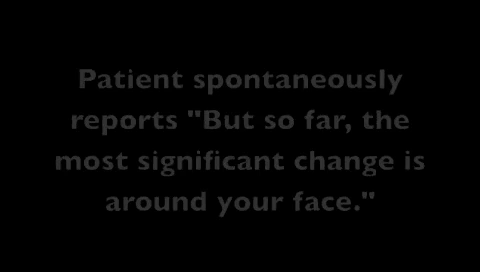 Patient spontaneously
reports "But so far, the
most significant change is
around your face."